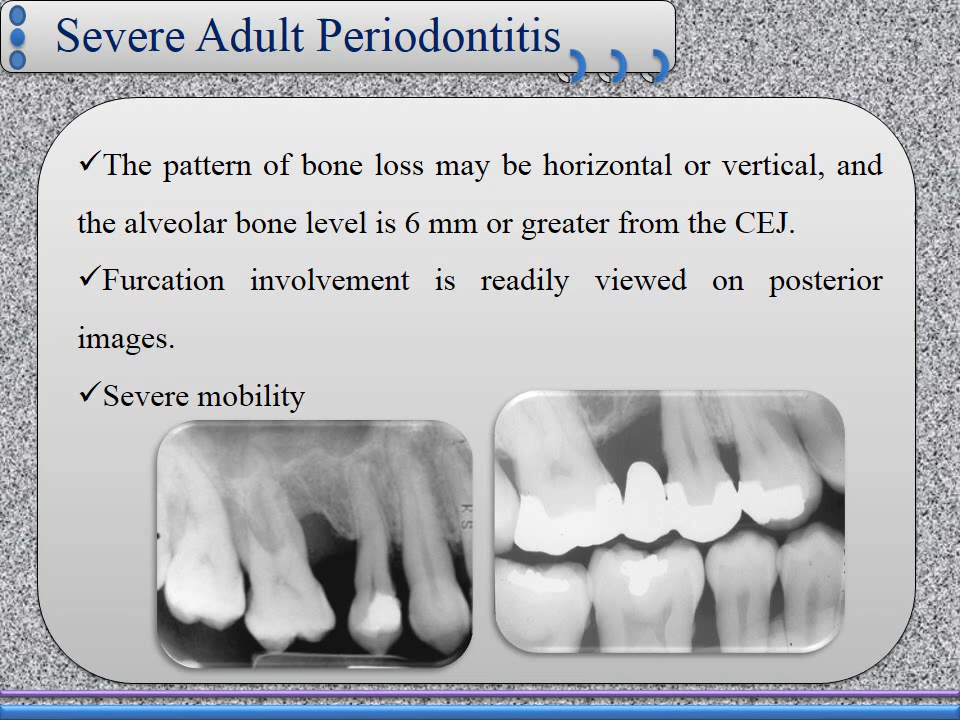 Severe Adult Periodontitis
✓The pattern of bone loss may be horizontal or vertical, and
the alveolar bone level is 6 mm or greater from the CEJ.
✓Furcation involvement is readily viewed on posterior
images.
✓Severe mobility
K S